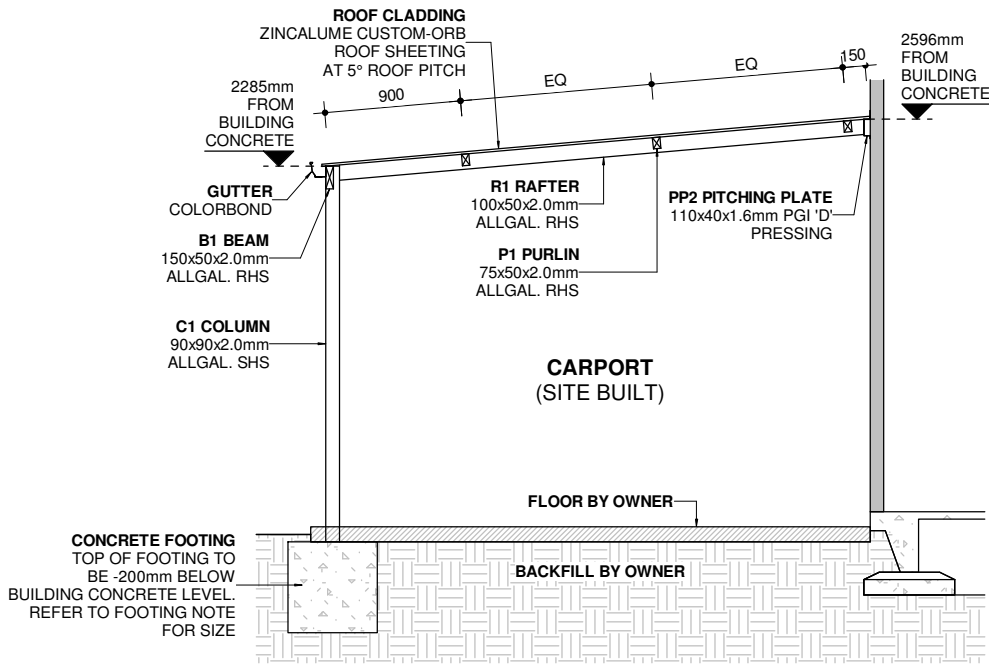 ROOF CLADDING
ZINCALUME CUSTOM-ORB
ROOF SHEETING
AT 5° ROOF PITCH
2596mm
FROM
BUILDING
CONCRETE
150
EQ
EQ
900
2285mm
FROM
BUILDING
CONCRETE
GUTTER
COLORBOND
R1 RAFTER
100x50x2.0mm
ALLGAL. RHS
PP2 PITCHING PLATE
110x40x1.6mm PGI 'D'
PRESSING
B1 BEAM
150x50x2.0mm
ALLGAL. RHS
P1 PURLIN
75x50x2.0mm
ALLGAL. RHS
C1 COLUMN
90x90x2.0mm
ALLGAL. SHS
CARPORT
(SITE BUILT)
FLOOR BY OWNER
CONCRETE FOOTING
TOP OF FOOTING TO
BE -200mm BELOW
BUILDING CONCRETE LEVEL.
REFER TO FOOTING NOTE
FOR SIZE
BACKFILL BY OWNER